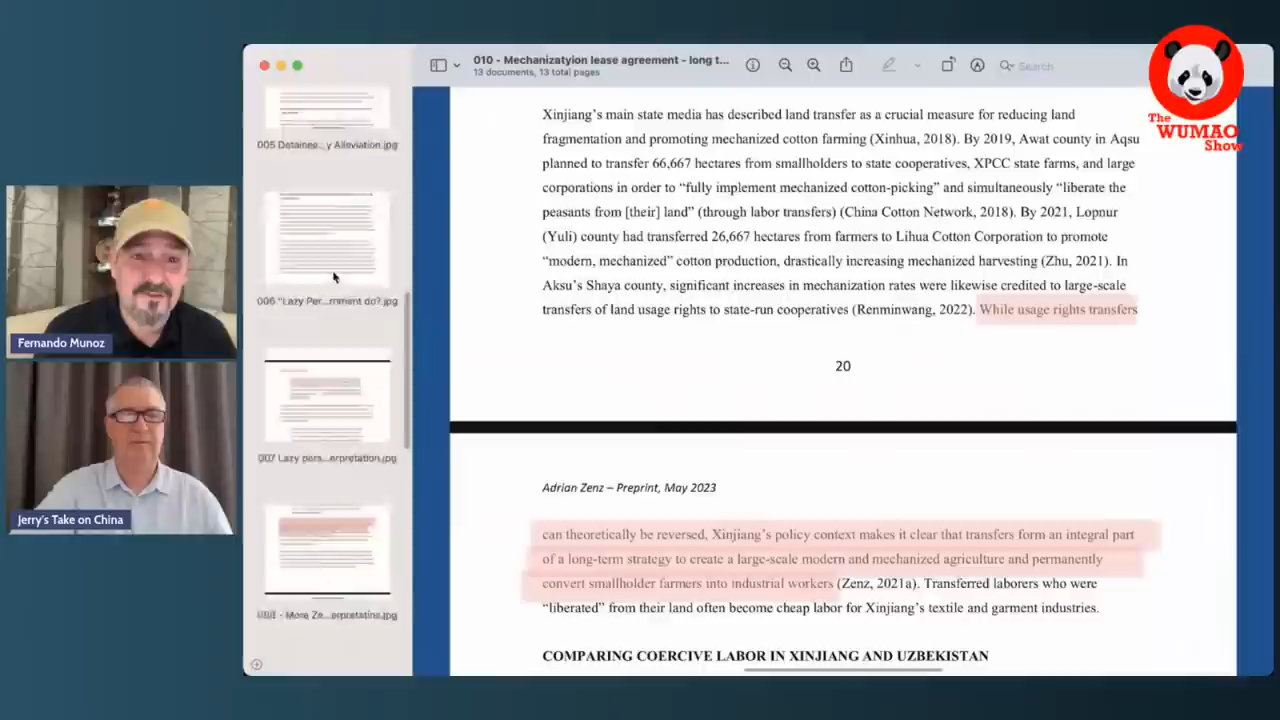 010 - Mechanizatyion lease agreement - long t...
13 documents, 13 total pages
Search
The
WUMAO
Show
005 Detainee...y Alleviation.jpg
006 "Lazy Per...rnment do?.jpg
007 Lazy pers...erpretation.jpg
Fernando Munoz
Jerry's Take on China
Xinjiang's main state media has described land transfer as a crucial measure for reducing land
fragmentation and promoting mechanized cotton farming (Xinhua, 2018). By 2019, Awat county in Aqsu
planned to transfer 66,667 hectares from smallholders to state cooperatives, XPCC state farms, and large
corporations in order to “fully implement mechanized cotton-picking” and simultaneously “liberate the
peasants from [their] land” (through labor transfers) (China Cotton Network, 2018). By 2021, Lopnur
(Yuli) county had transferred 26,667 hectares from farmers to Lihua Cotton Corporation to promote
“modern, mechanized” cotton production, drastically increasing mechanized harvesting (Zhu, 2021). In
Aksu's Shaya county, significant increases in mechanization rates were likewise credited to large-scale
transfers of land usage rights to state-run cooperatives (Renminwang, 2022). While usage rights transfers
20
Adrian Zenz – Preprint, May 2023
can theoretically be reversed, Xinjiang's policy context makes it clear that transfers form an integral part
of a long-term strategy to create a large-scale modern and mechanized agriculture and permanently
convert smallholder farmers into industrial workers (Zenz, 2021a). Transferred laborers who were
“liberated” from their land often become cheap labor for Xinjiang's textile and garment industries.
COMPARING COERCIVE LABOR IN XINJIANG AND UZBEKISTAN